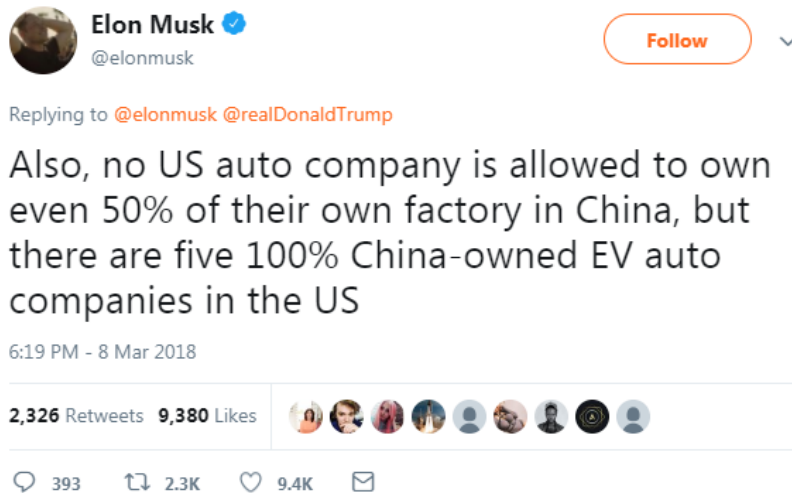 Elon Musk
@elonmusk
Follow
Replying to @elonmusk @realDonaldTrump
Also, no US auto company is allowed to own
even 50% of their own factory in China, but
there are five 100% China-owned EV auto
companies in the US
6:19 PM - 8 Mar 2018
2,326 Retweets 9,380 Likes
393 2.3K 9.4K